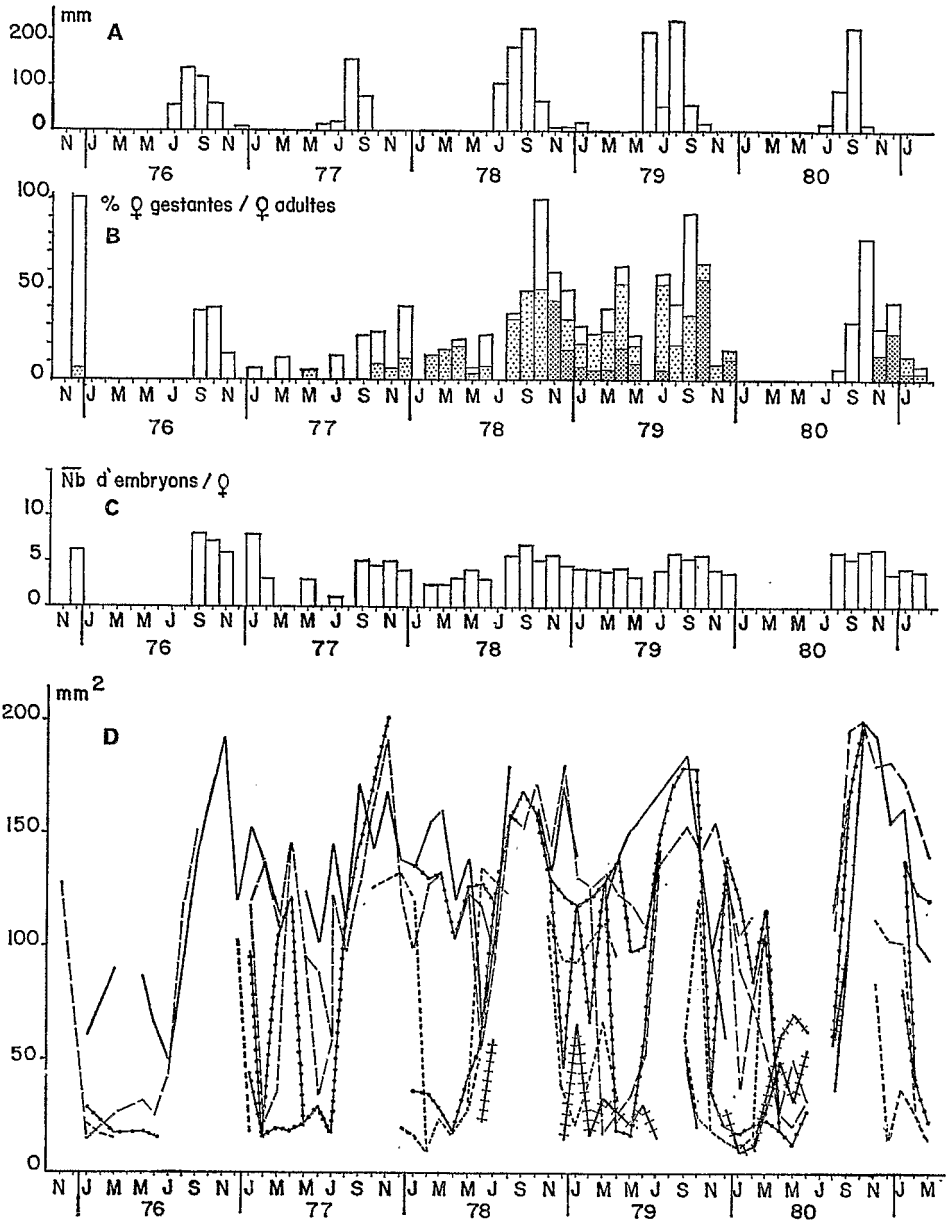 mm
A
200
100
0
N J M M J S N J M M J S N J M M J S N J M M J S N J M M J S N J
76 77 78 79 80
100
% ♀ gestantes / ♀ adultes
B
50
0
N J M M J S N J M M J S N J M M J S N J M M J S N J M M J S N J
76 77 78 79 80
N̅b̅ d'embryons / ♀
C
10
5
0
N J M M J S N J M M J S N J M M J S N J M M J S N J M M J S N J
76 77 78 79 80
mm²
D
200
150
100
50
0
N J M M J S N J M M J S N J M M J S N J M M J S N J M M J S N J M
76 77 78 79 80